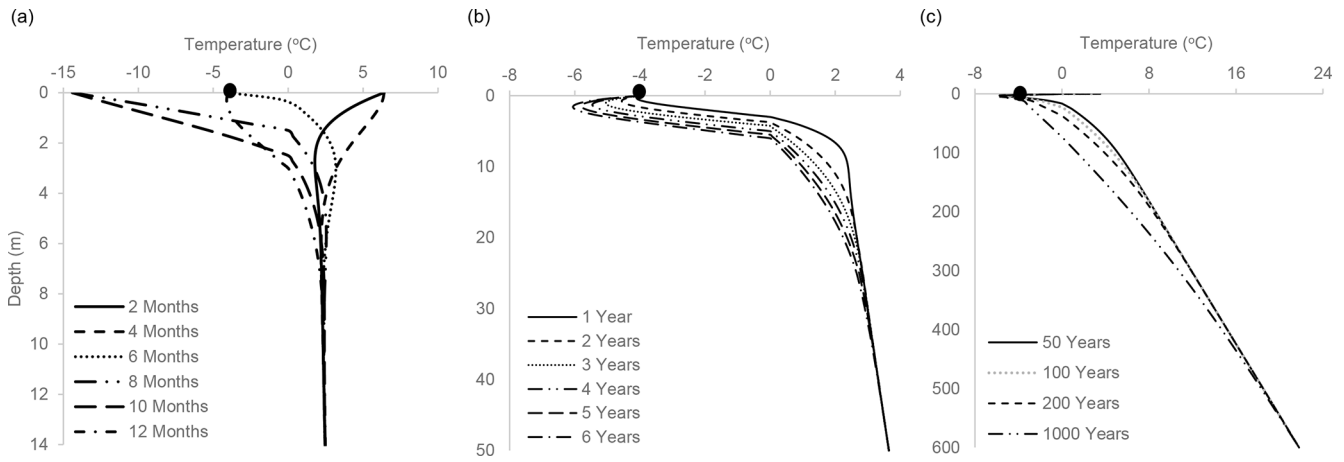 (a)
Temperature (ºC)
-15 -10 -5 0 5 10
0
2
4
6
8
10
12
14
Depth (m)
2 Months
4 Months
6 Months
8 Months
10 Months
12 Months
(b)
Temperature (ºC)
-8 -6 -4 -2 0 2 4
0
10
20
30
40
50
1 Year
2 Years
3 Years
4 Years
5 Years
6 Years
(c)
Temperature (ºC)
-8 0 8 16 24
0
100
200
300
400
500
600
50 Years
100 Years
200 Years
1000 Years